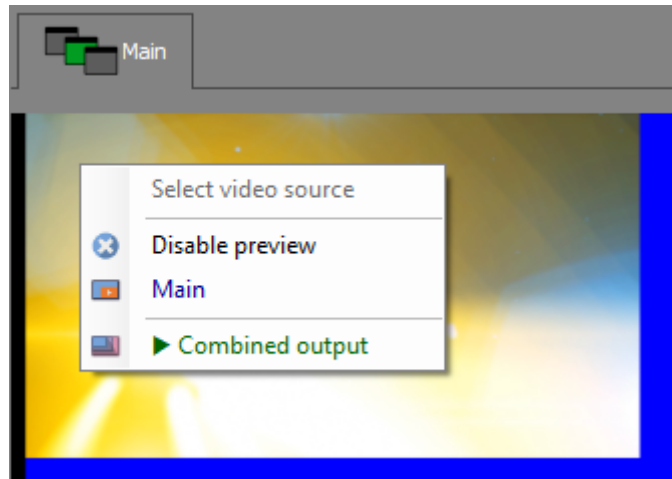 Main
Select video source
Disable preview
Main
▶ Combined output